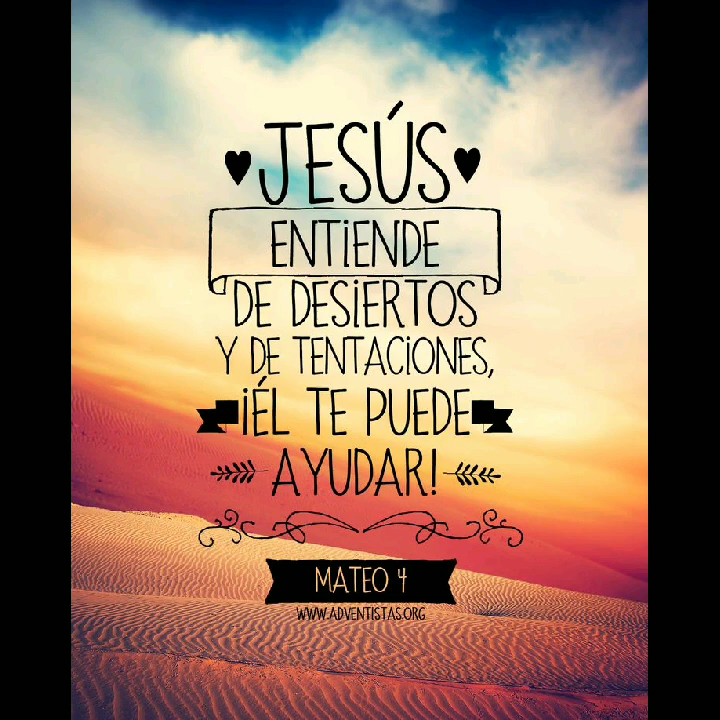 JESÚS
ENTIENDE
DE DESIERTOS
Y DE TENTACIONES,
¡ÉL TE PUEDE
AYUDAR!
MATEO 4
WWW.ADVENTISTAS.ORG